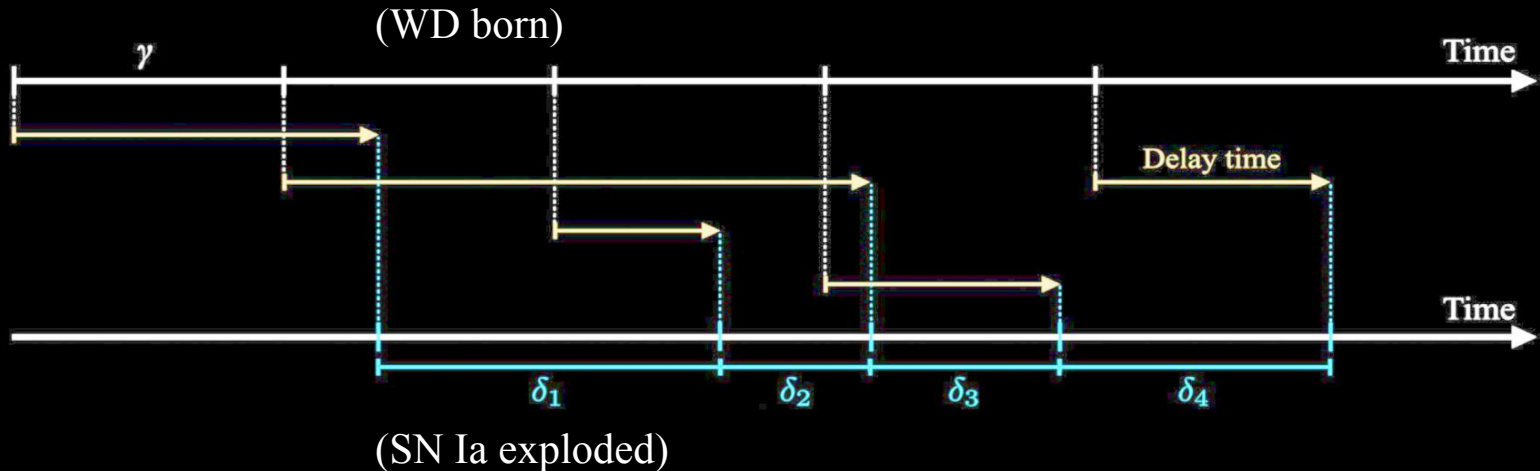 (WD born)
γ
Time
Delay time
Time
δ₁ δ₂ δ₃ δ₄
(SN Ia exploded)